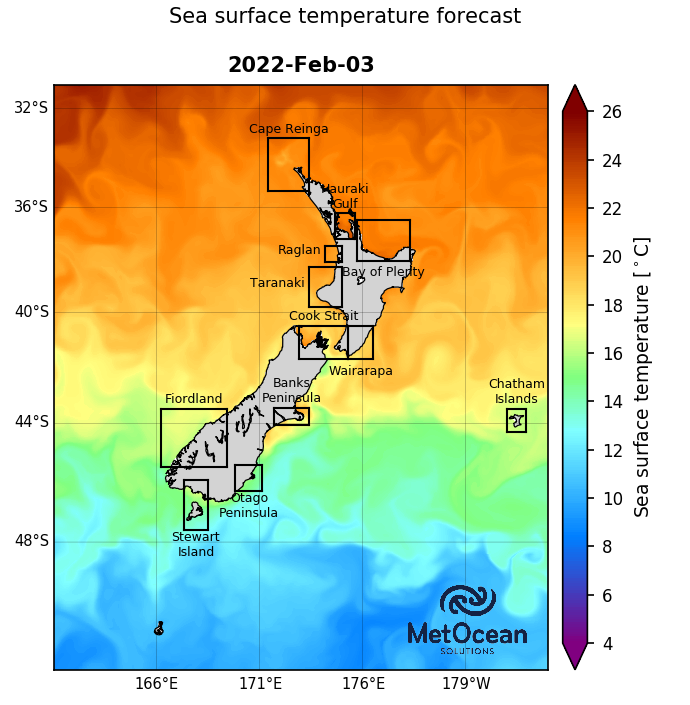 Sea surface temperature forecast
2022-Feb-03
32°S
36°S
40°S
44°S
48°S
166°E
171°E
176°E
179°W
Cape Reinga
Hauraki
Gulf
Raglan
Bay of Plenty
Taranaki
Cook Strait
Wairarapa
Banks
Peninsula
Fiordland
Chatham
Islands
Otago
Peninsula
Stewart
Island
MetOcean
SOLUTIONS
26
24
22
20
18
16
14
12
10
8
6
4
Sea surface temperature [°C]